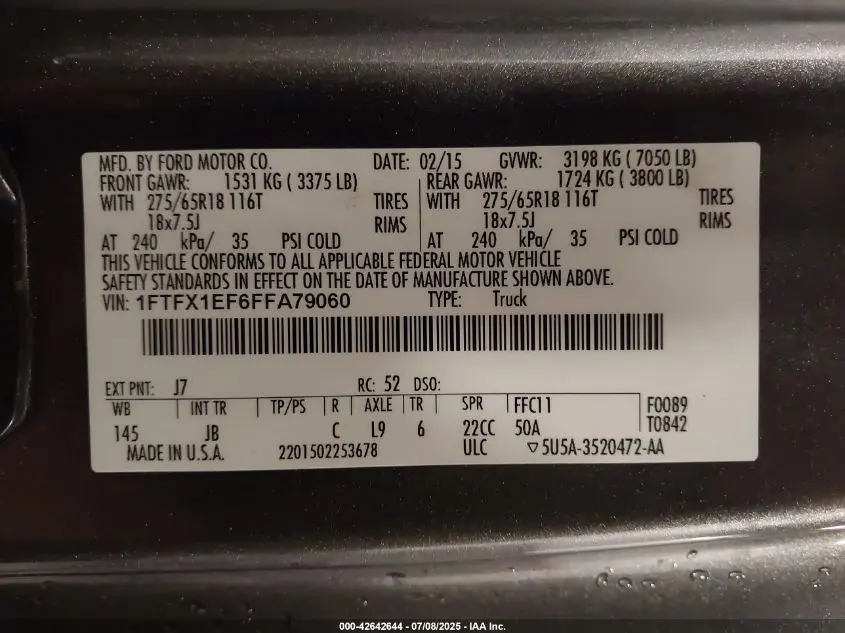 MFD. BY FORD MOTOR CO. DATE: 02/15 GVWR: 3198 KG ( 7050 LB)
FRONT GAWR: 1531 KG ( 3375 LB) REAR GAWR: 1724 KG ( 3800 LB)
WITH 275/65R18 116T TIRES WITH 275/65R18 116T TIRES
18x7.5J RIMS 18x7.5J RIMS
AT 240 kPa/ 35 PSI COLD AT 240 kPa/ 35 PSI COLD
THIS VEHICLE CONFORMS TO ALL APPLICABLE FEDERAL MOTOR VEHICLE
SAFETY STANDARDS IN EFFECT ON THE DATE OF MANUFACTURE SHOWN ABOVE.
VIN: 1FTFX1EF6FFA79060 TYPE: Truck
EXT PNT: J7 RC: 52 DSO:
WB INT TR TP/PS R AXLE TR SPR FFC11 F0089
145 JB C L9 6 22CC 50A T0842
MADE IN U.S.A. 2201502253678 ULC ▽5U5A-3520472-AA
000-42642644 - 07/08/2025 - IAA Inc.